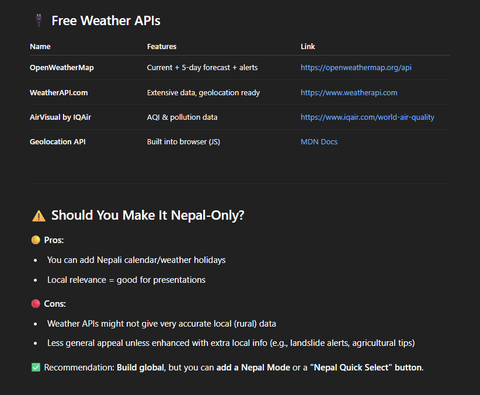 Free Weather APIs
Name Features Link
OpenWeatherMap Current + 5-day forecast + alerts https://openweathermap.org/api
WeatherAPI.com Extensive data, geolocation ready https://www.weatherapi.com
AirVisual by IQAir AQI & pollution data https://www.iqair.com/world-air-quality
Geolocation API Built into browser (JS) MDN Docs
Should You Make It Nepal-Only?
Pros:
• You can add Nepali calendar/weather holidays
• Local relevance = good for presentations
Cons:
• Weather APIs might not give very accurate local (rural) data
• Less general appeal unless enhanced with extra local info (e.g., landslide alerts, agricultural tips)
✅ Recommendation: Build global, but you can add a Nepal Mode or a "Nepal Quick Select" button.